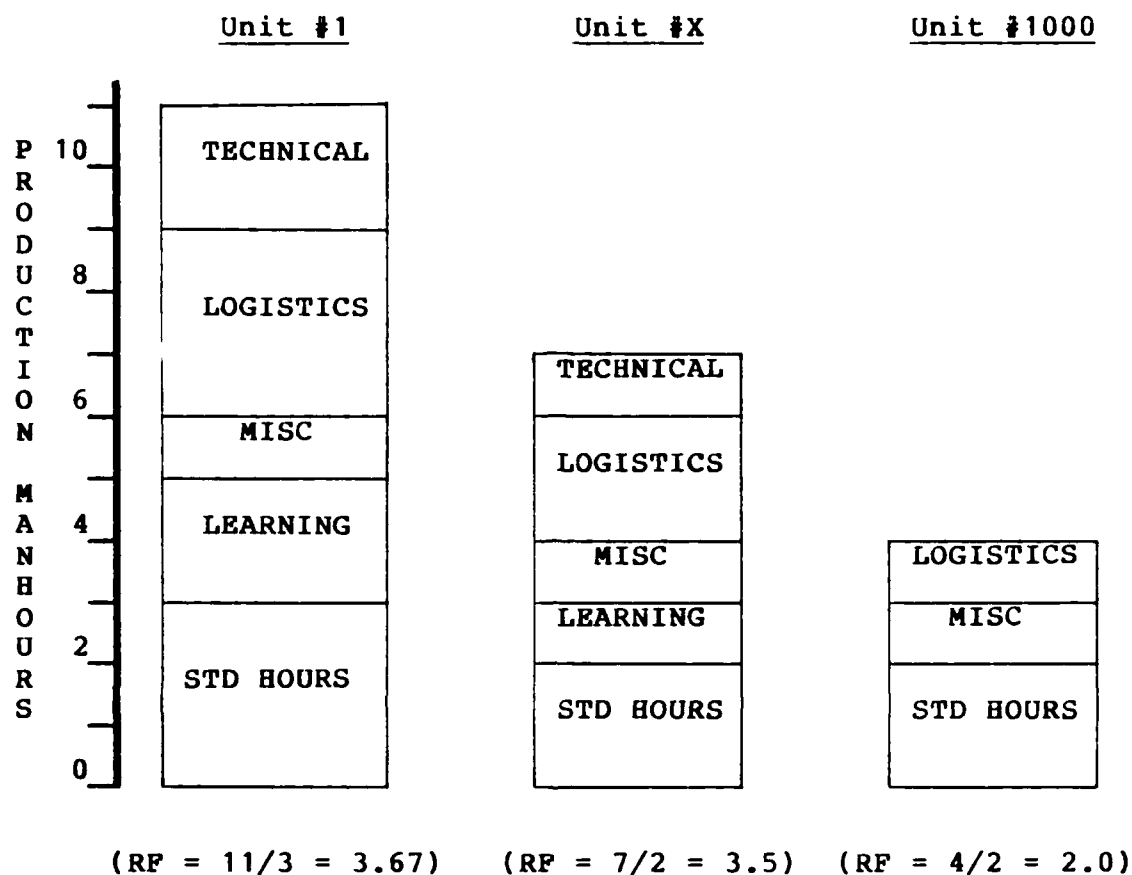 Unit #1 Unit #X Unit #1000
PRODUCTION MANHOURS
10
8
6
4
2
0
TECHNICAL
LOGISTICS
MISC
LEARNING
STD HOURS
TECHNICAL
LOGISTICS
MISC
LEARNING
STD HOURS
LOGISTICS
MISC
STD HOURS
(RF = 11/3 = 3.67) (RF = 7/2 = 3.5) (RF = 4/2 = 2.0)